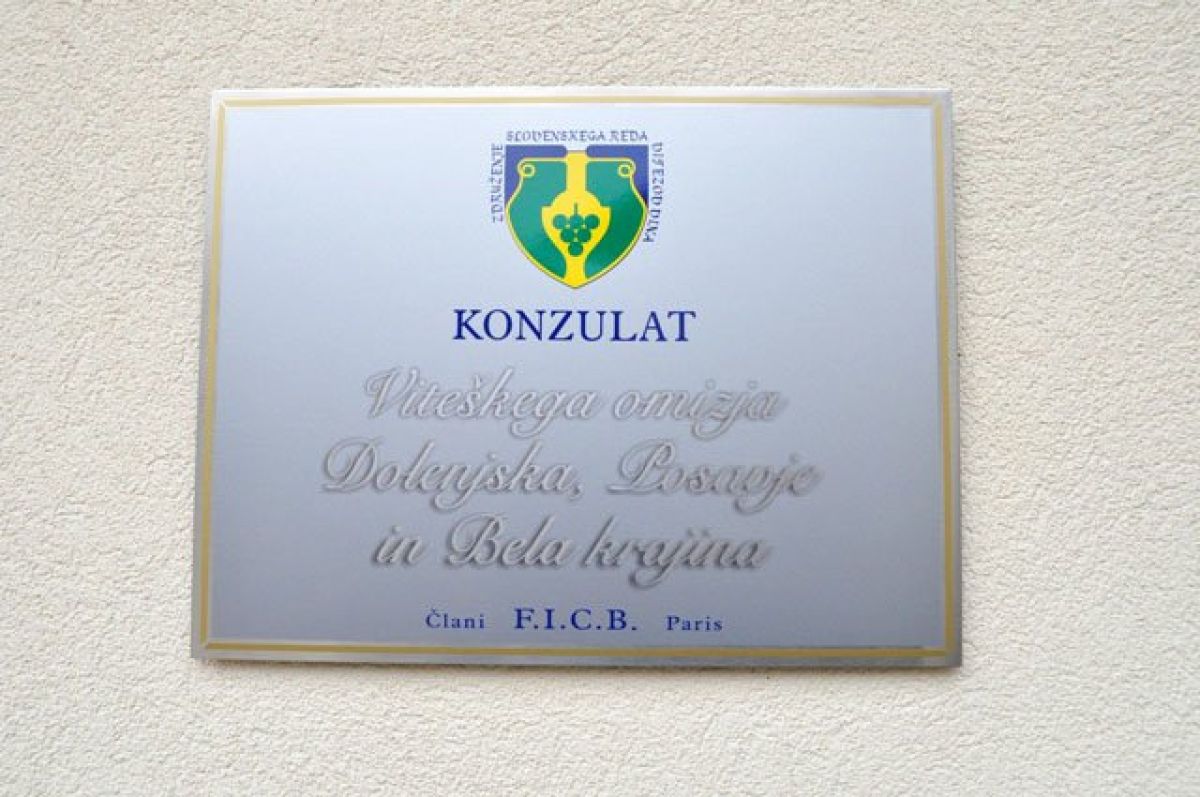 ZDRUŽENJE
SLOVENSKEGA REDA
VITEZOV VINA
KONZULAT
Viteškega omizja
Dolenjska, Posavje
in Bela krajina
Člani F.I.C.B. Paris